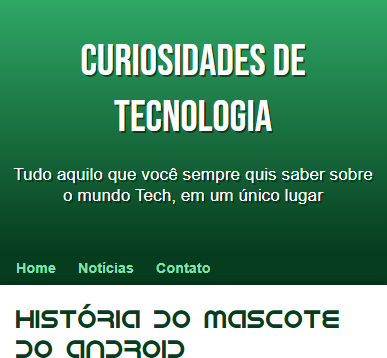 CURIOSIDADES DE
TECNOLOGIA
Tudo aquilo que você sempre quis saber sobre
o mundo Tech, em um único lugar
Home Notícias Contato
HISTÓRIA DO MASCOTE
DO ANDROID